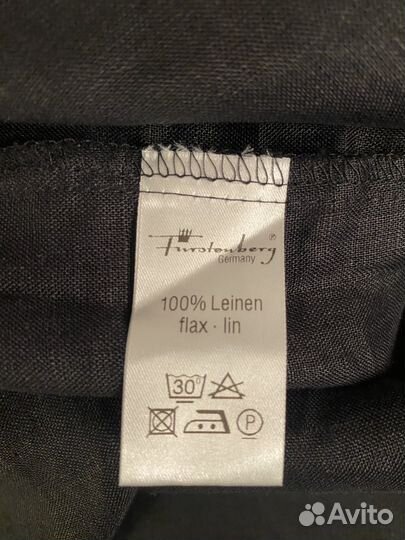 Fürstenberg®
Germany
100% Leinen
flax · lin
30°
P
Avito